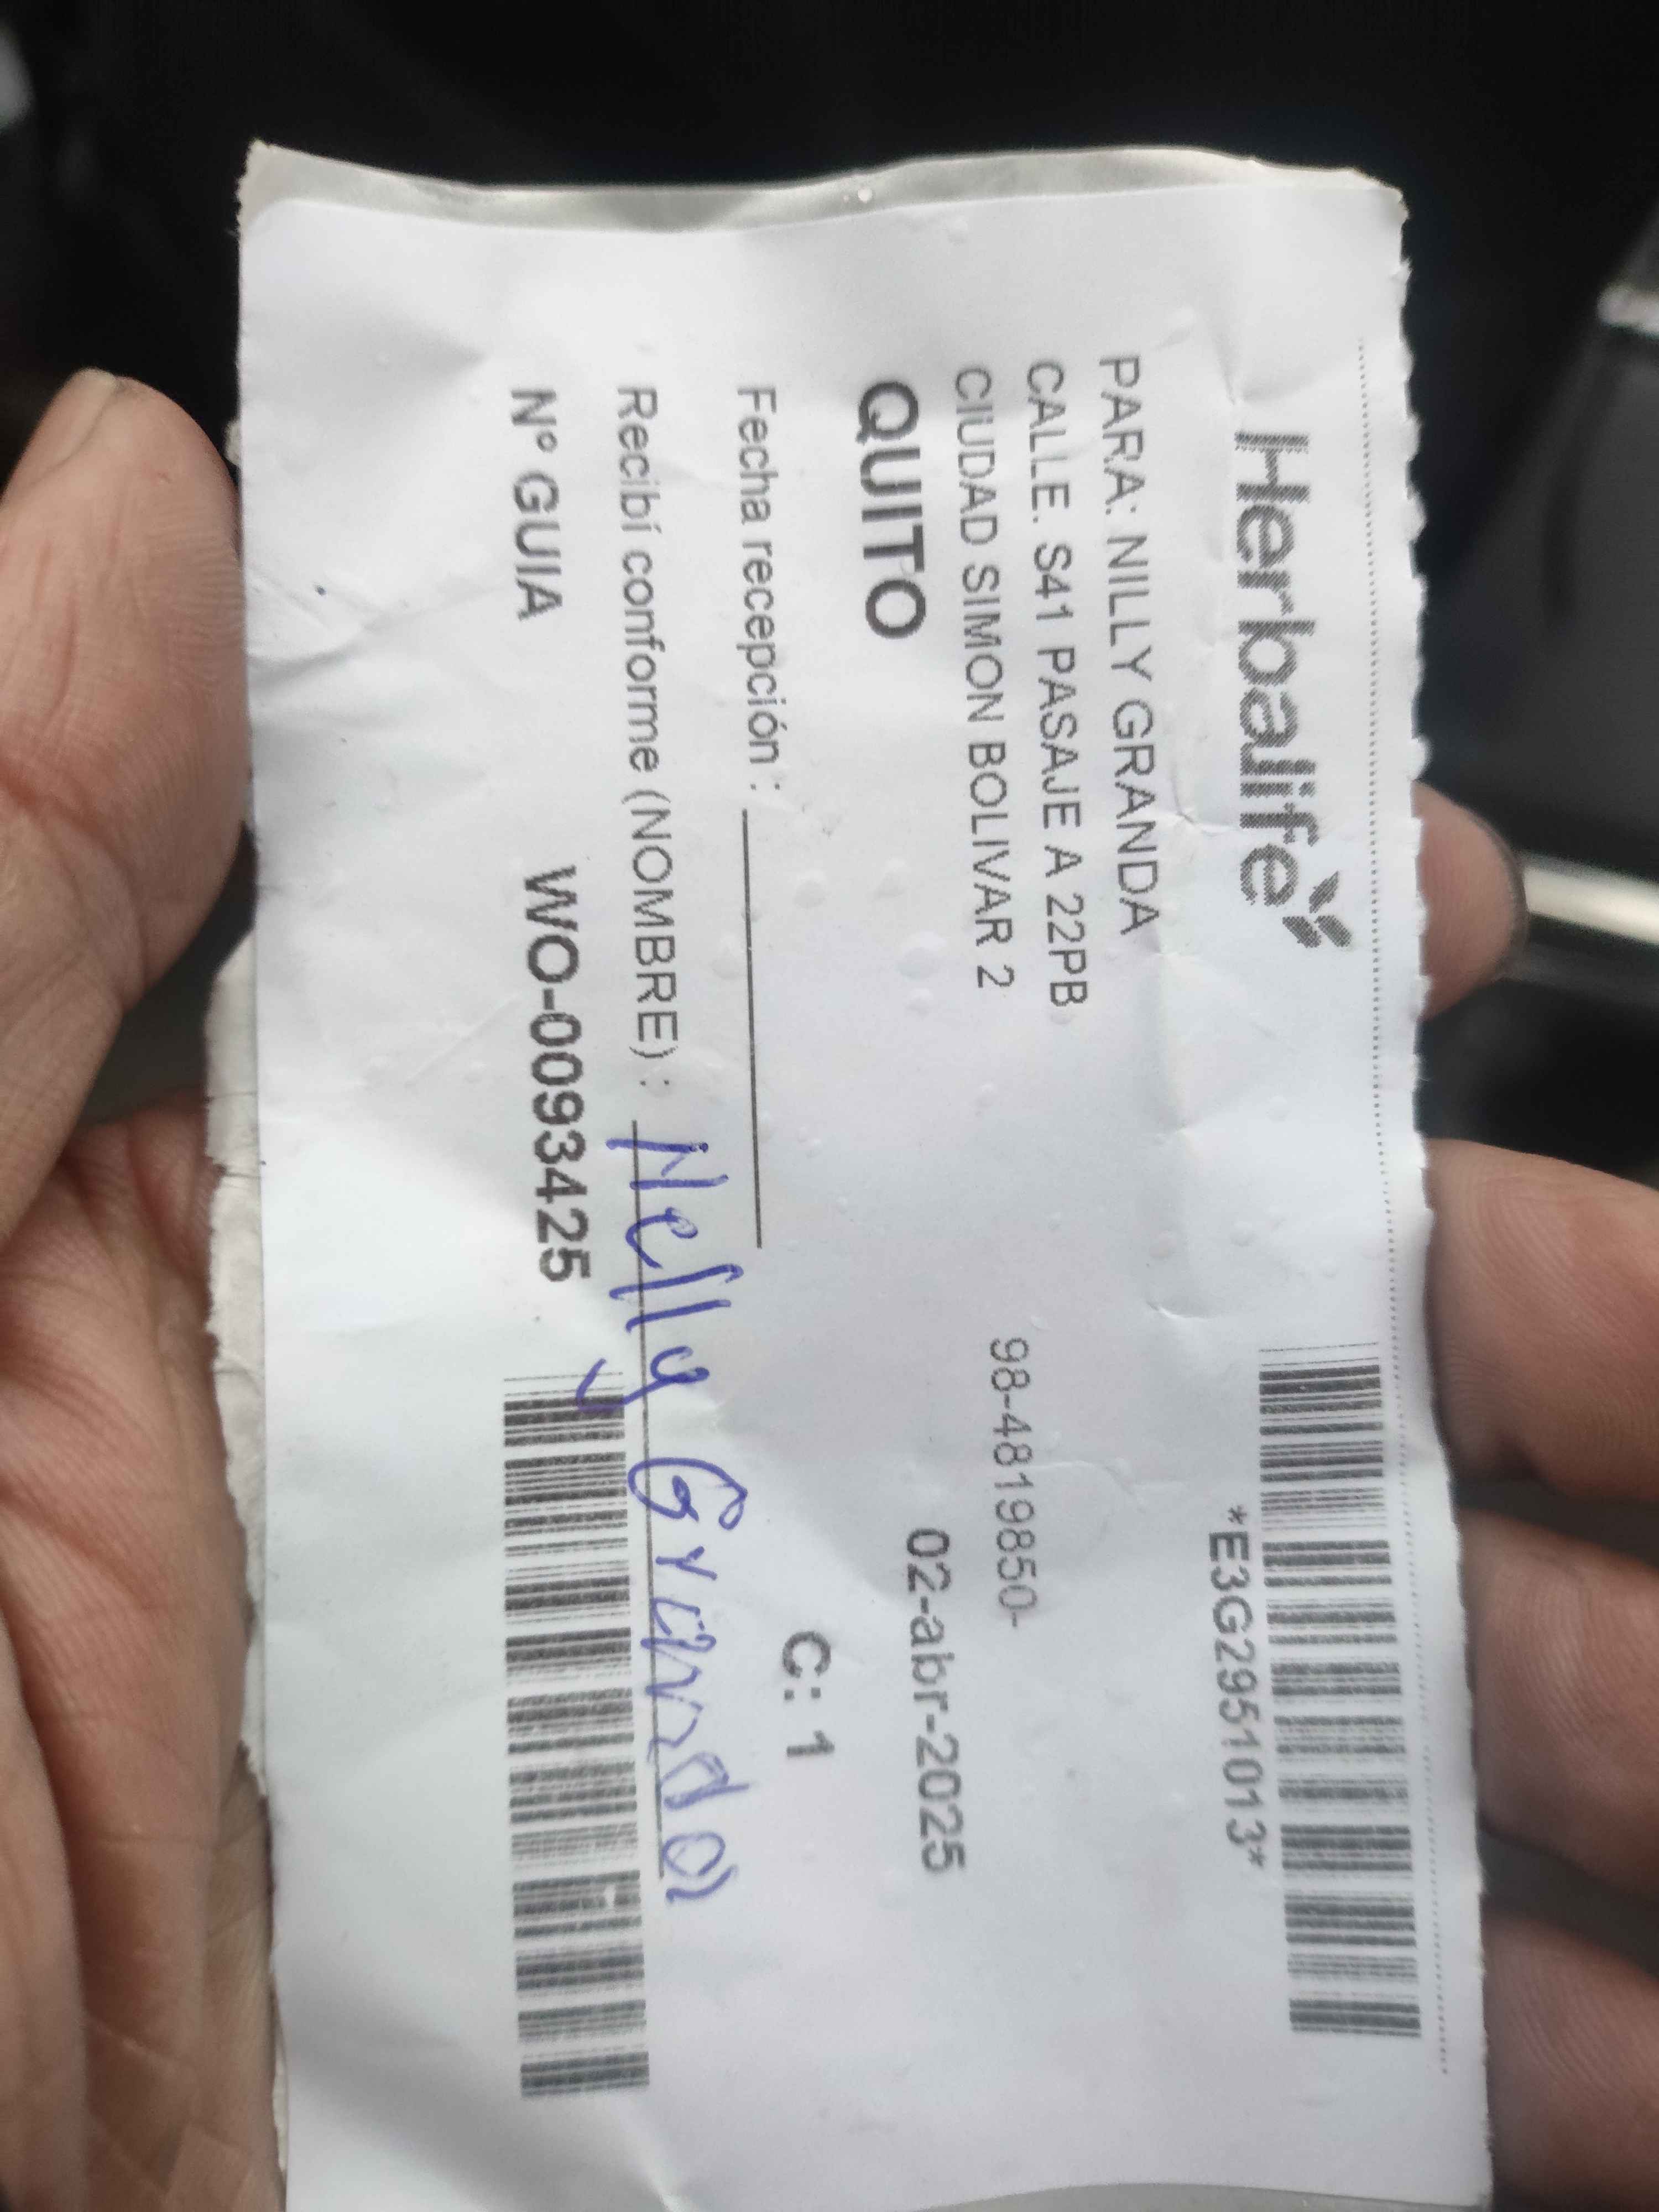 Herbalife
*E3G2951013*
PARA: NILLY GRANDA
CALLE. S41 PASAJE A 22PB
CIUDAD SIMON BOLIVAR 2
98-4819850-
QUITO
02-abr-2025
Fecha recepción :
C: 1
Recibí conforme (NOMBRE) : Nelly Granda
Nº GUIA WO-0093425